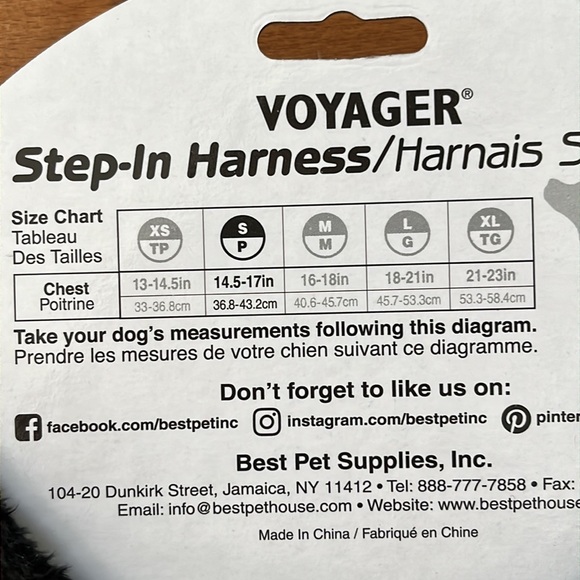 VOYAGER®
Step-In Harness/Harnais S
Size Chart
Tableau
Des Tailles
XS TP S P M M L G XL TG
Chest
Poitrine
13-14.5in 14.5-17in 16-18in 18-21in 21-23in
33-36.8cm 36.8-43.2cm 40.6-45.7cm 45.7-53.3cm 53.3-58.4cm
Take your dog's measurements following this diagram.
Prendre les mesures de votre chien suivant ce diagramme.
Don't forget to like us on:
facebook.com/bestpetinc instagram.com/bestpetinc pinter
Best Pet Supplies, Inc.
104-20 Dunkirk Street, Jamaica, NY 11412 • Tel: 888-777-7858 • Fax:
Email: info@bestpethouse.com • Website: www.bestpethouse
Made In China / Fabriqué en Chine